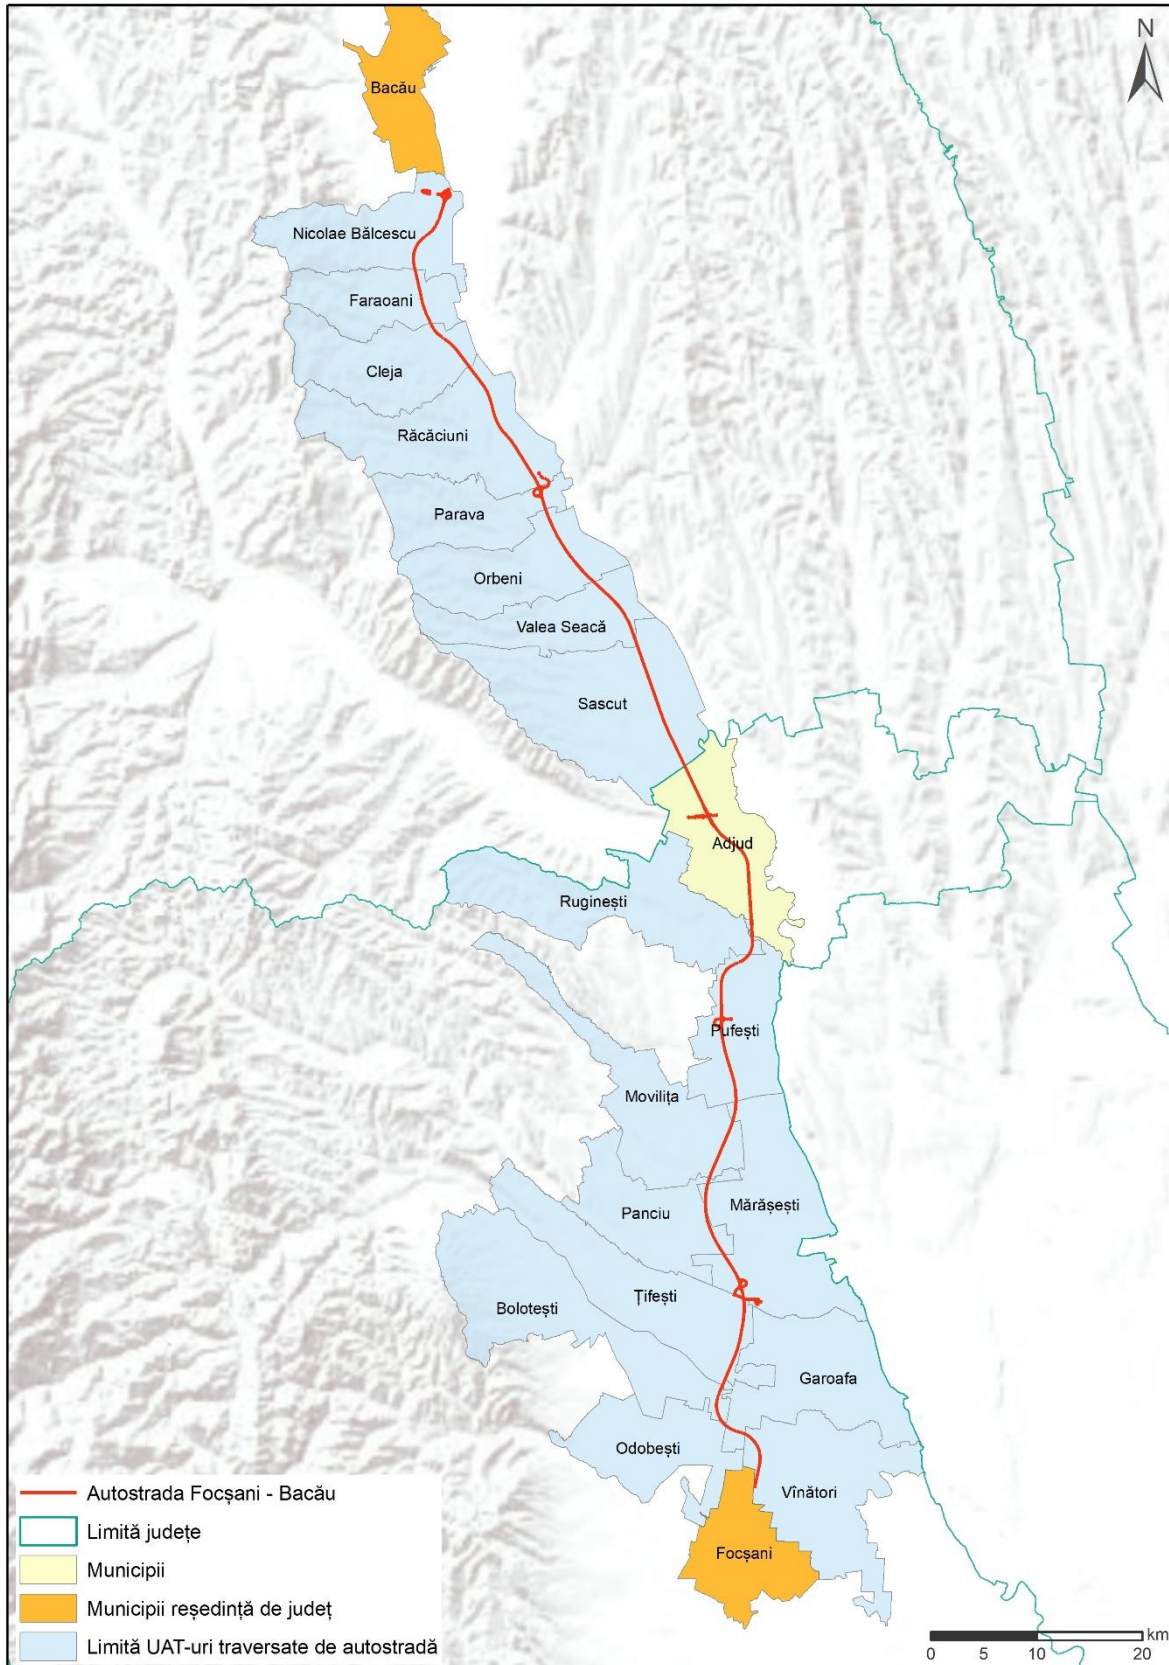 N
Bacău
Nicolae Bălcescu
Faraoani
Cleja
Răcăciuni
Parava
Orbeni
Valea Seacă
Sascut
Adjud
Ruginești
Pufești
Movilița
Panciu
Mărășești
Țifești
Bolotești
Garoafa
Odobești
Vînători
Focșani
Autostrada Focșani - Bacău
Limită județe
Municipii
Municipii reședință de județ
Limită UAT-uri traversate de autostradă
km
0 5 10 20